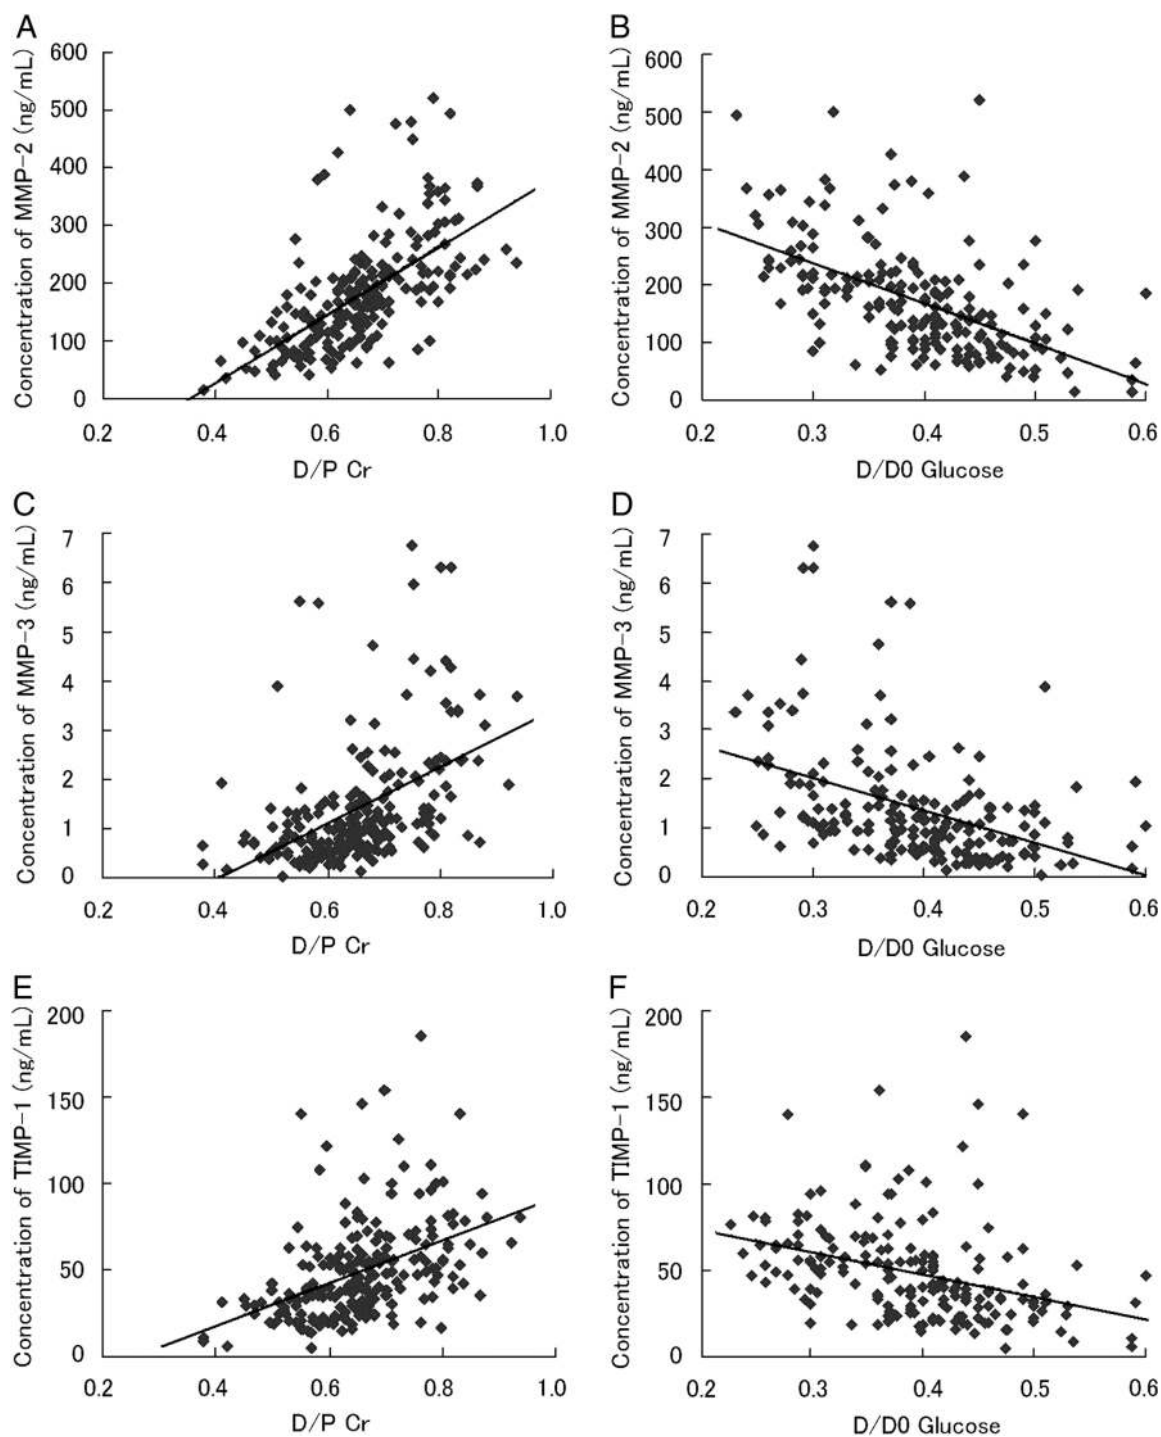 A
Concentration of MMP-2 (ng/mL)
600
500
400
300
200
100
0
0.2 0.4 0.6 0.8 1.0
D/P Cr
B
Concentration of MMP-2 (ng/mL)
600
500
400
300
200
100
0
0.2 0.3 0.4 0.5 0.6
D/D0 Glucose
C
Concentration of MMP-3 (ng/mL)
7
6
5
4
3
2
1
0
0.2 0.4 0.6 0.8 1.0
D/P Cr
D
Concentration of MMP-3 (ng/mL)
7
6
5
4
3
2
1
0
0.2 0.3 0.4 0.5 0.6
D/D0 Glucose
E
Concentration of TIMP-1 (ng/mL)
200
150
100
50
0
0.2 0.4 0.6 0.8 1.0
D/P Cr
F
Concentration of TIMP-1 (ng/mL)
200
150
100
50
0
0.2 0.3 0.4 0.5 0.6
D/D0 Glucose